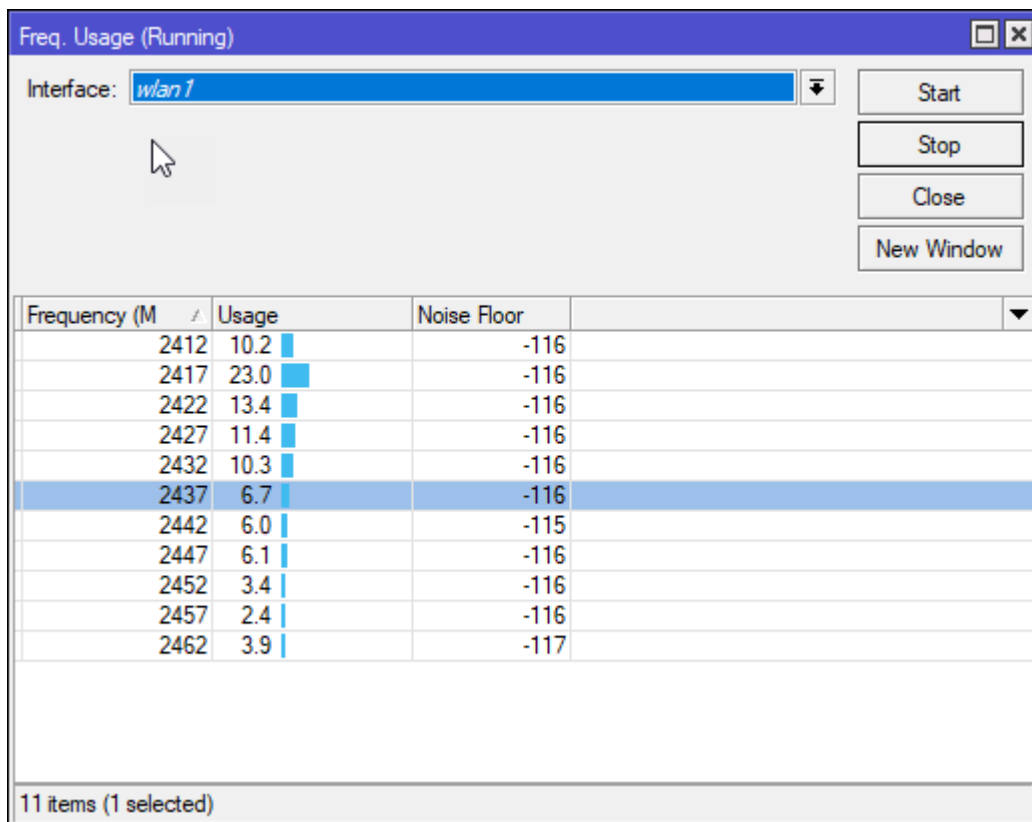 Freq. Usage (Running)
Interface: wlan1
Start
Stop
Close
New Window
Frequency (M Usage Noise Floor
2412 10.2 -116
2417 23.0 -116
2422 13.4 -116
2427 11.4 -116
2432 10.3 -116
2437 6.7 -116
2442 6.0 -115
2447 6.1 -116
2452 3.4 -116
2457 2.4 -116
2462 3.9 -117
11 items (1 selected)